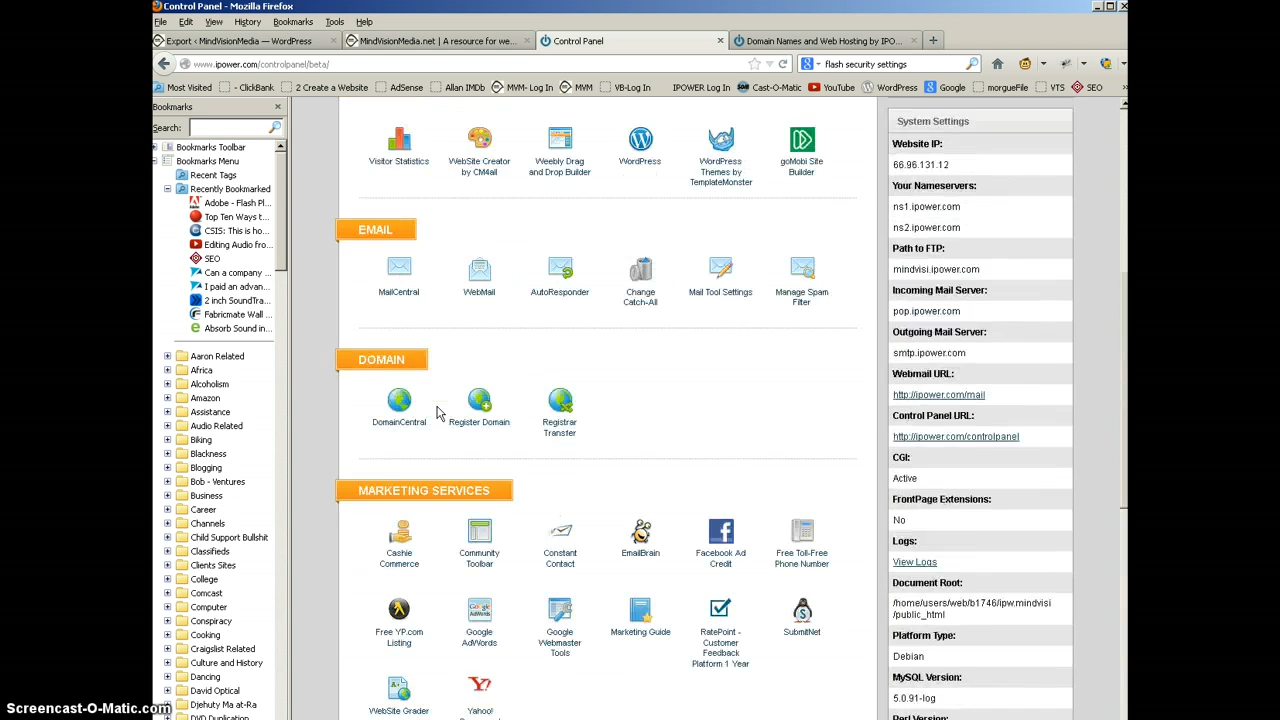 Control Panel - Mozilla Firefox
File Edit View History Bookmarks Tools Help
Export ‹ MindVisionMedia — WordPress
MindVisionMedia.net | A resource for we...
Control Panel
Domain Names and Web Hosting by IPO...
www.ipower.com/controlpanel/beta/
flash security settings
Most Visited
- ClickBank
2 Create a Website
AdSense
Allan IMDb
MVM- Log In
MVM
VB-Log In
IPOWER Log In
Cast-O-Matic
YouTube
WordPress
Google
morgueFile
VTS
SEO
Bookmarks
Search:
Bookmarks Toolbar
Bookmarks Menu
Recent Tags
Recently Bookmarked
Adobe - Flash Pl...
Top Ten Ways t...
CSIS: This is ho...
Editing Audio fro...
SEO
Can a company ...
I paid an advan...
2 inch SoundTra...
Fabricmate Wall ...
Absorb Sound in...
Aaron Related
Africa
Alcoholism
Amazon
Assistance
Audio Related
Biking
Blackness
Blogging
Bob - Ventures
Business
Career
Channels
Child Support Bullshit
Classifieds
Clients Sites
College
Comcast
Computer
Conspiracy
Cooking
Craigslist Related
Culture and History
Dancing
David Optical
Djehuty Ma at-Ra
DVD Duplication
Visitor Statistics
WebSite Creator
by CM4all
Weebly Drag
and Drop Builder
WordPress
WordPress
Themes by
TemplateMonster
goMobi Site
Builder
EMAIL
MailCentral
WebMail
AutoResponder
Change
Catch-All
Mail Tool Settings
Manage Spam
Filter
DOMAIN
DomainCentral
Register Domain
Registrar
Transfer
MARKETING SERVICES
Cashie
Commerce
Community
Toolbar
Constant
Contact
EmailBrain
Facebook Ad
Credit
Free Toll-Free
Phone Number
Free YP.com
Listing
Google
AdWords
Google
Webmaster
Tools
Marketing Guide
RatePoint -
Customer
Feedback
Platform 1 Year
SubmitNet
WebSite Grader
Yahoo!
System Settings
Website IP:
66.96.131.12
Your Nameservers:
ns1.ipower.com
ns2.ipower.com
Path to FTP:
mindvisi.ipower.com
Incoming Mail Server:
pop.ipower.com
Outgoing Mail Server:
smtp.ipower.com
Webmail URL:
http://ipower.com/mail
Control Panel URL:
http://ipower.com/controlpanel
CGI:
Active
FrontPage Extensions:
No
Logs:
View Logs
Document Root:
/home/users/web/b1746/ipw.mindvisi
/public_html
Platform Type:
Debian
MySQL Version:
5.0.91-log
Perl Version:
Screencast-O-Matic.com